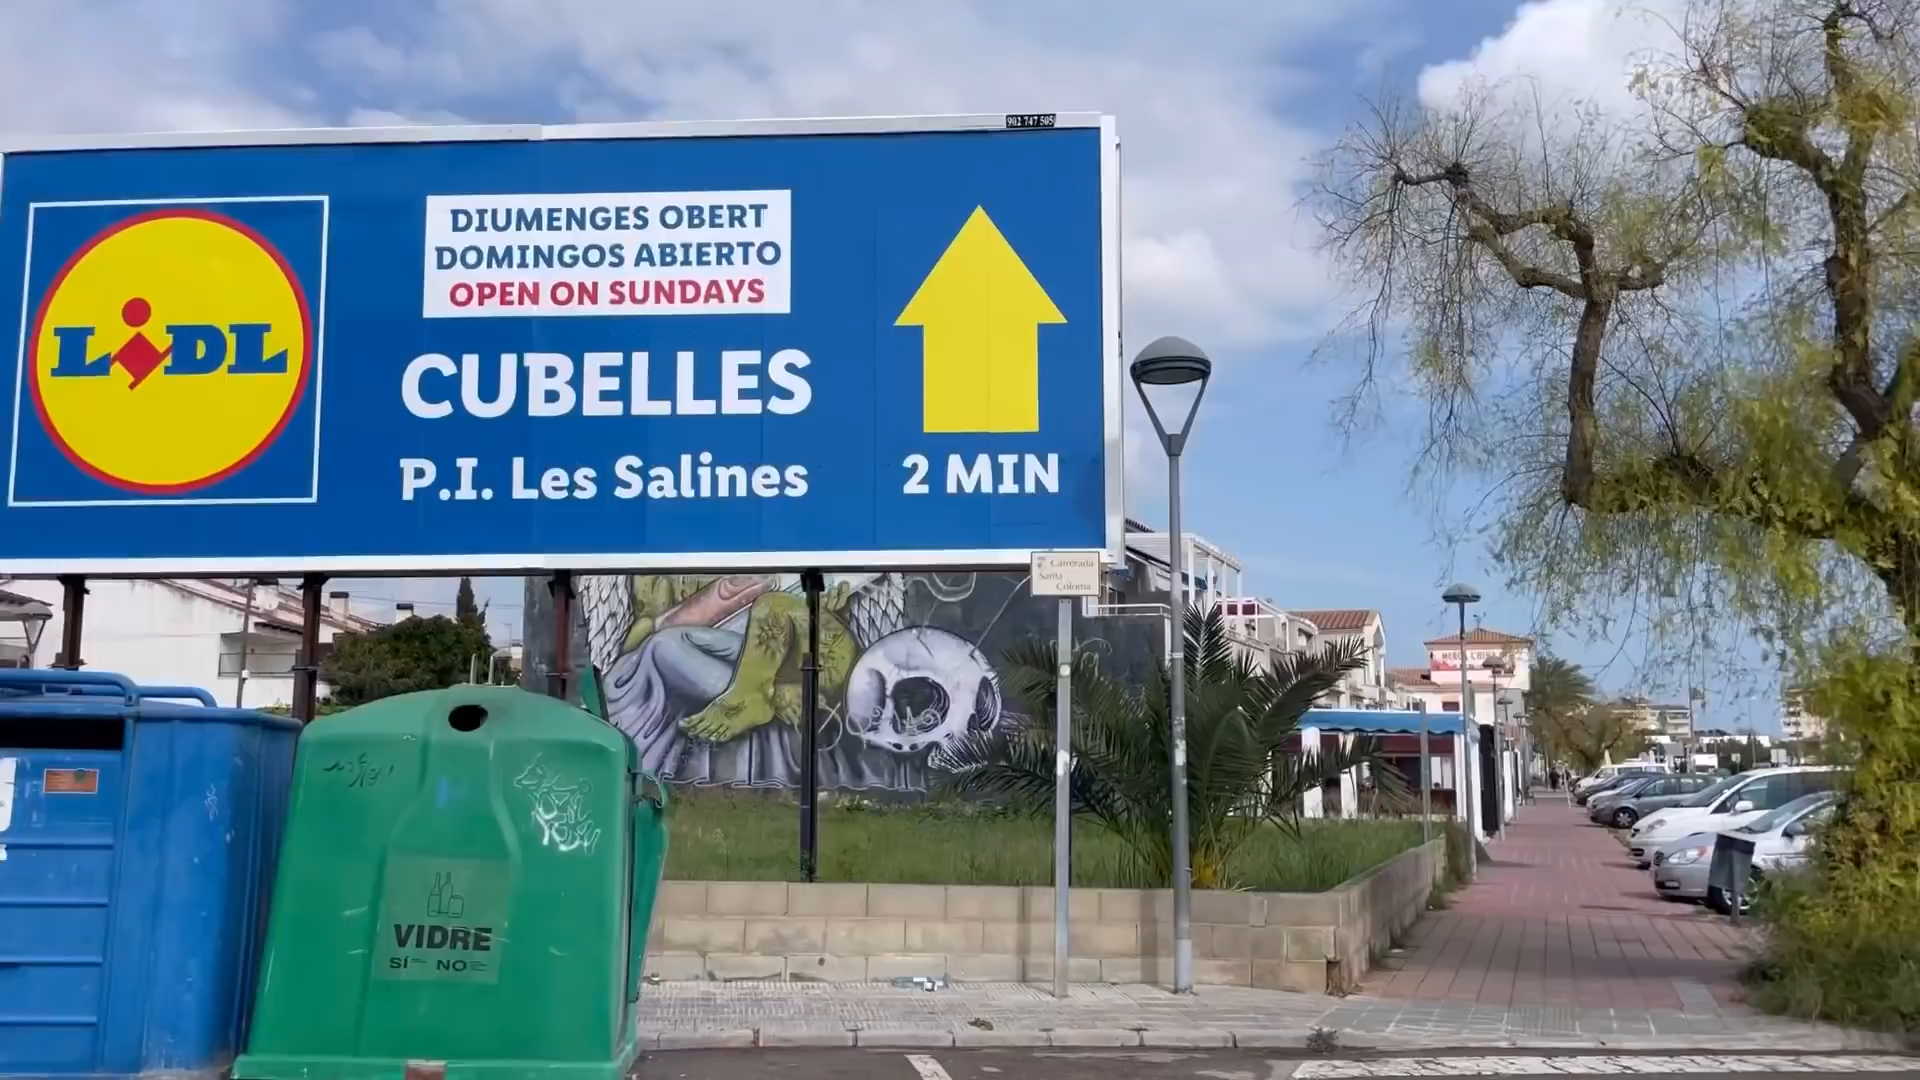 902 747 505
LIDL
DIUMENGES OBERT
DOMINGOS ABIERTO
OPEN ON SUNDAYS
CUBELLES
P.I. Les Salines
2 MIN
Carrerada
Santa
Coloma
VIDRE
SÍ NO